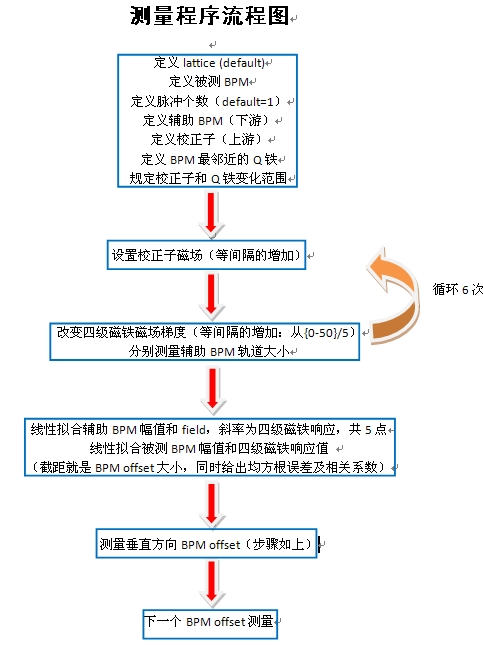 测量程序流程图
定义 lattice (default)
定义被测 BPM
定义脉冲个数（default=1）
定义辅助 BPM（下游）
定义校正子（上游）
定义 BPM 最邻近的 Q 铁
规定校正子和 Q 铁变化范围
设置校正子磁场（等间隔的增加）
循环 6 次
改变四级磁铁磁场梯度（等间隔的增加：从{0-50}/5）
分别测量辅助 BPM 轨道大小
线性拟合辅助 BPM 幅值和 field，斜率为四级磁铁响应，共 5 点
线性拟合被测 BPM 幅值和四级磁铁响应值
（截距就是 BPM offset 大小，同时给出均方根误差及相关系数）
测量垂直方向 BPM offset（步骤如上）
下一个 BPM offset 测量